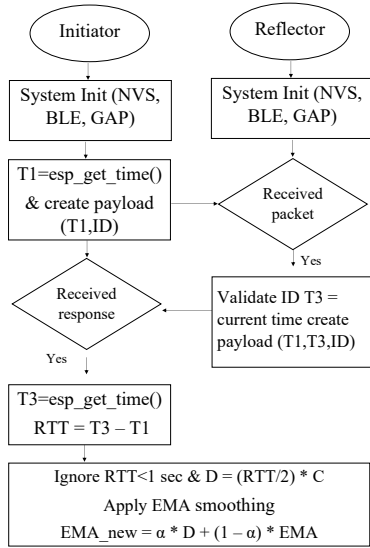 Initiator
Reflector
System Init (NVS,
BLE, GAP)
System Init (NVS,
BLE, GAP)
T1=esp_get_time()
& create payload
(T1,ID)
Received
packet
Yes
Received
response
Validate ID T3 =
current time create
payload (T1,T3,ID)
Yes
T3=esp_get_time()
RTT = T3 – T1
Ignore RTT<1 sec & D = (RTT/2) * C
Apply EMA smoothing
EMA_new = α * D + (1 – α) * EMA